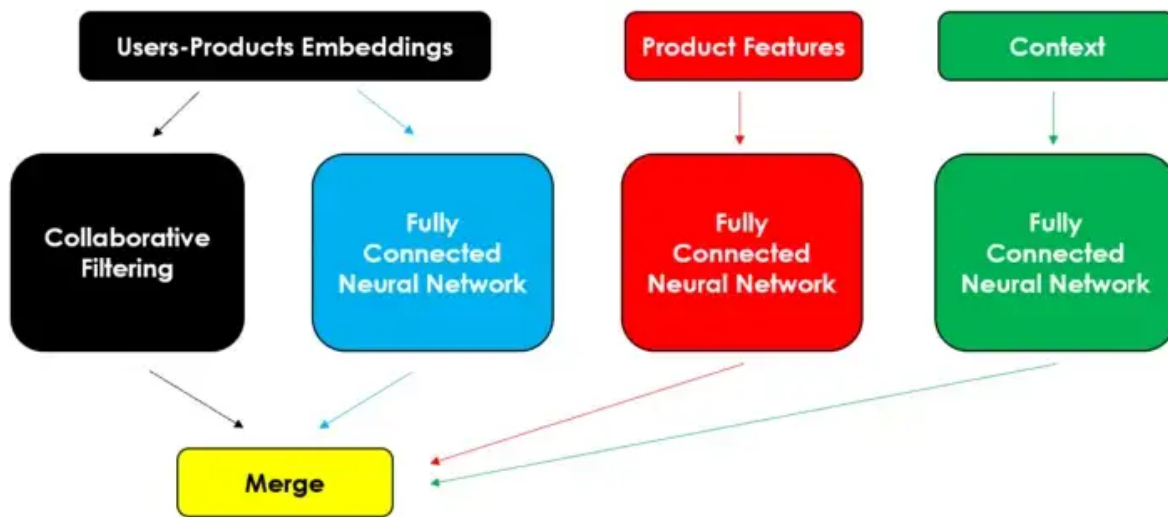 Users-Products Embeddings
Product Features
Context
Collaborative
Filtering
Fully
Connected
Neural Network
Fully
Connected
Neural Network
Fully
Connected
Neural Network
Merge